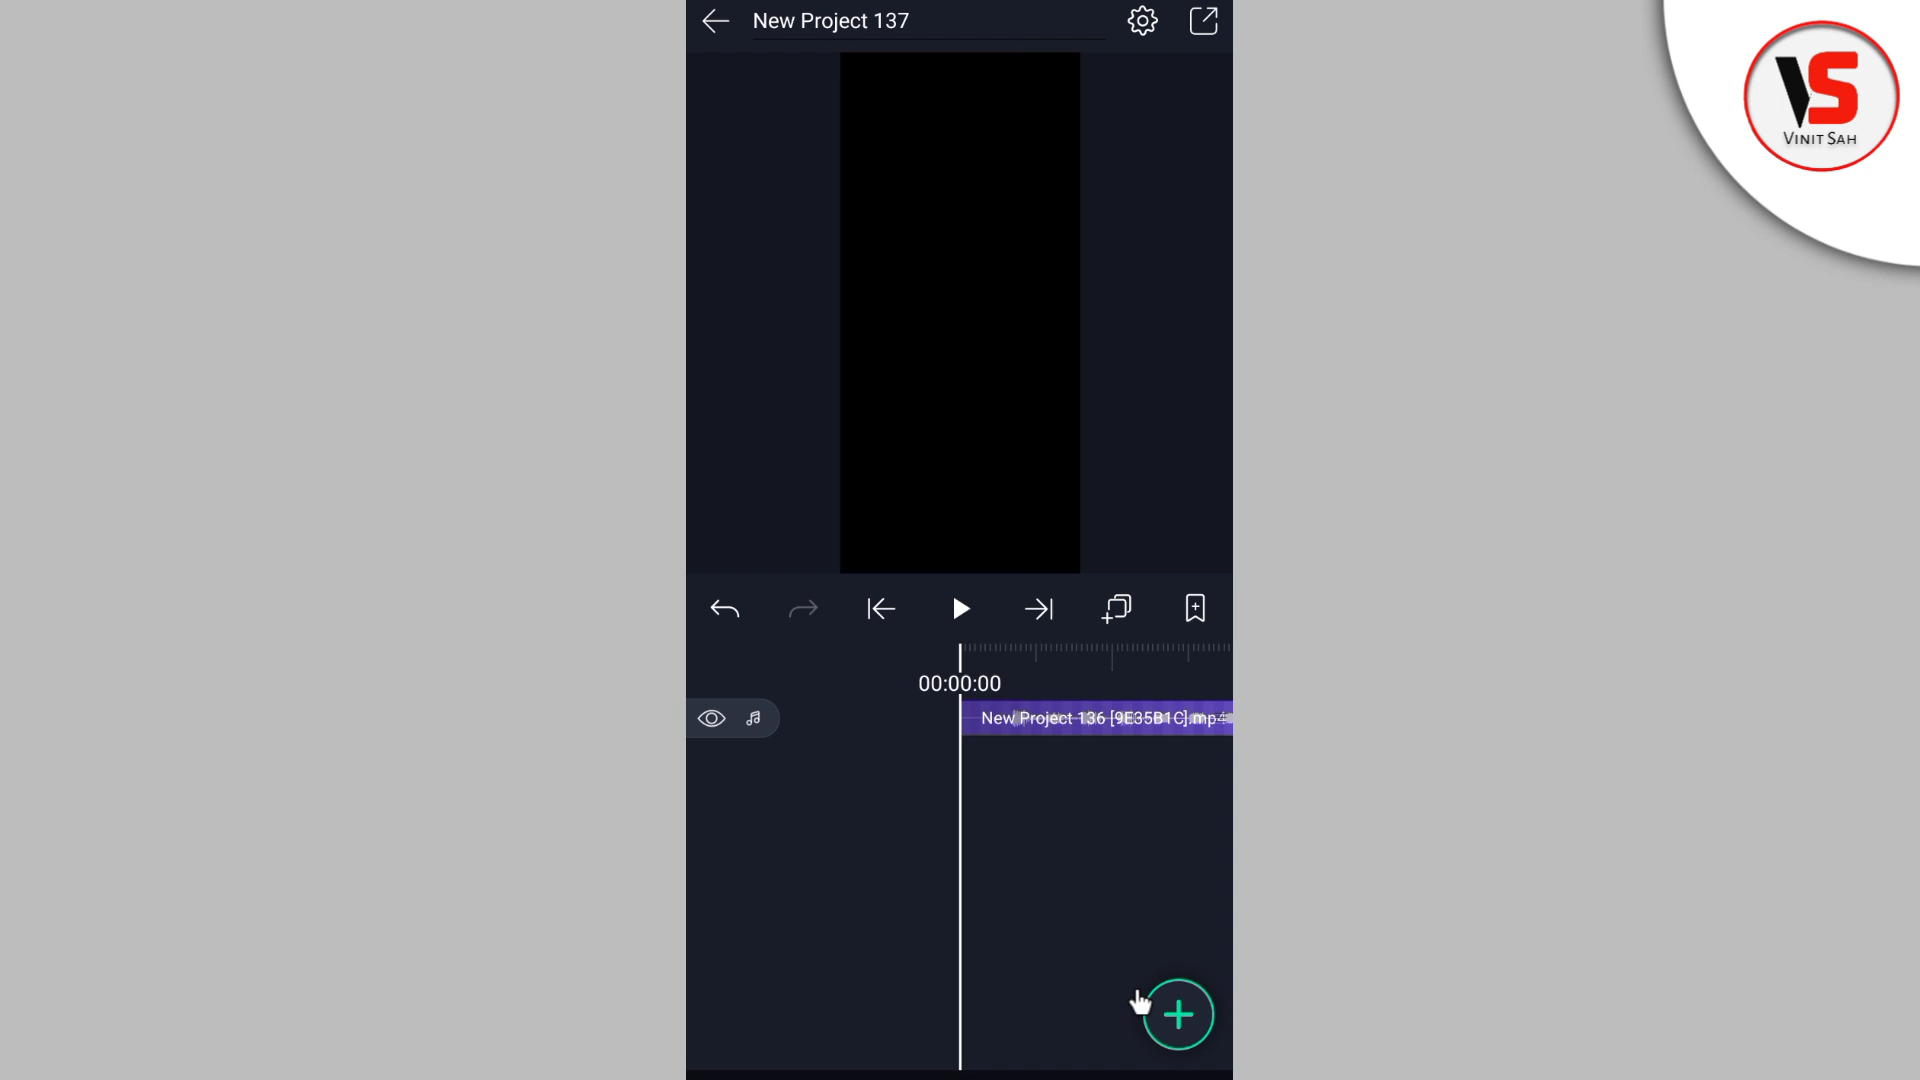 New Project 137
VS
VINIT SAH
00:00:00
New Project 136 [9E35B1C].mp4